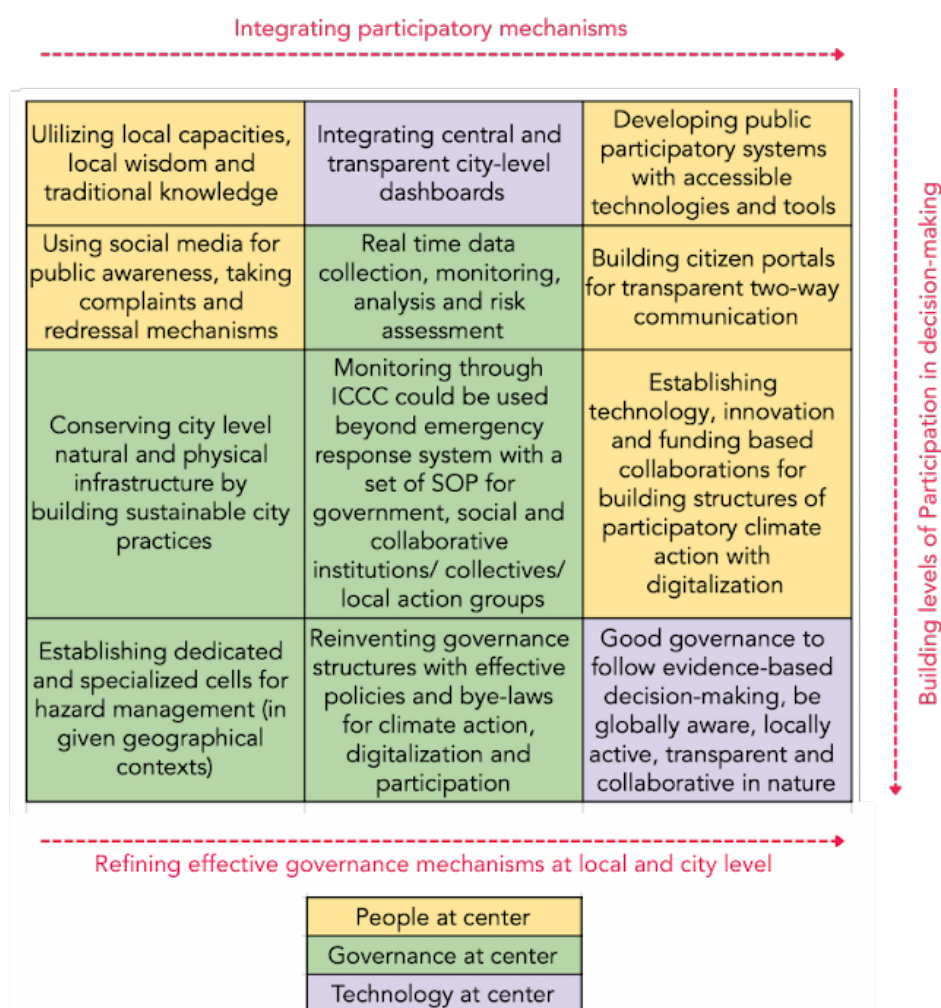 Integrating participatory mechanisms
Ulilizing local capacities,
local wisdom and
traditional knowledge
Integrating central and
transparent city-level
dashboards
Developing public
participatory systems
with accessible
technologies and tools
Using social media for
public awareness, taking
complaints and
redressal mechanisms
Real time data
collection, monitoring,
analysis and risk
assessment
Building citizen portals
for transparent two-way
communication
Conserving city level
natural and physical
infrastructure by
building sustainable city
practices
Monitoring through
ICCC could be used
beyond emergency
response system with a
set of SOP for
government, social and
collaborative
institutions/ collectives/
local action groups
Establishing
technology, innovation
and funding based
collaborations for
building structures of
participatory climate
action with
digitalization
Establishing dedicated
and specialized cells for
hazard management (in
given geographical
contexts)
Reinventing governance
structures with effective
policies and bye-laws
for climate action,
digitalization and
participation
Good governance to
follow evidence-based
decision-making, be
globally aware, locally
active, transparent and
collaborative in nature
Building levels of Participation in decision-making
Refining effective governance mechanisms at local and city level
People at center
Governance at center
Technology at center